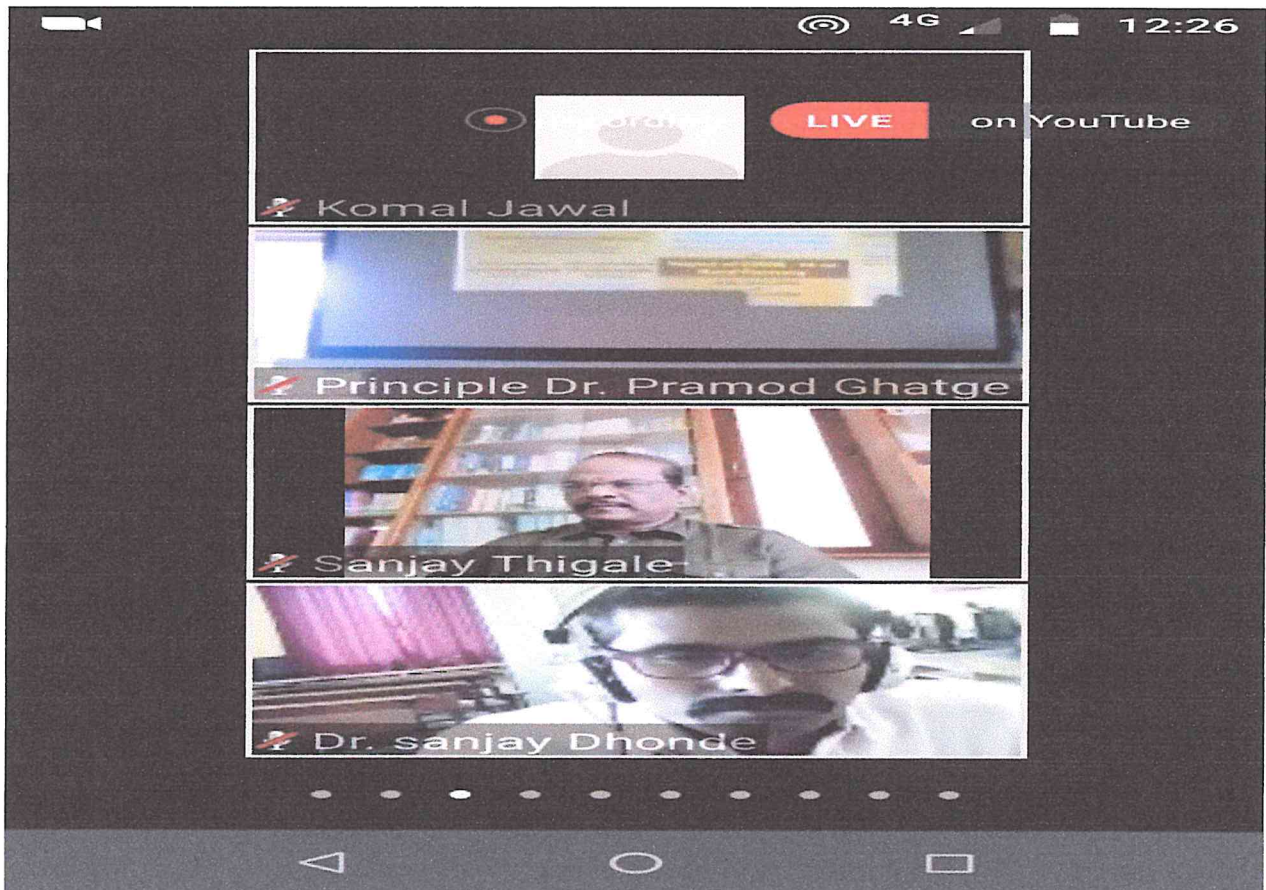 4G 12:26
LIVE on YouTube
Komal Jawal
Principle Dr. Pramod Ghatge
Sanjay Thigale
Dr. sanjay Dhonde